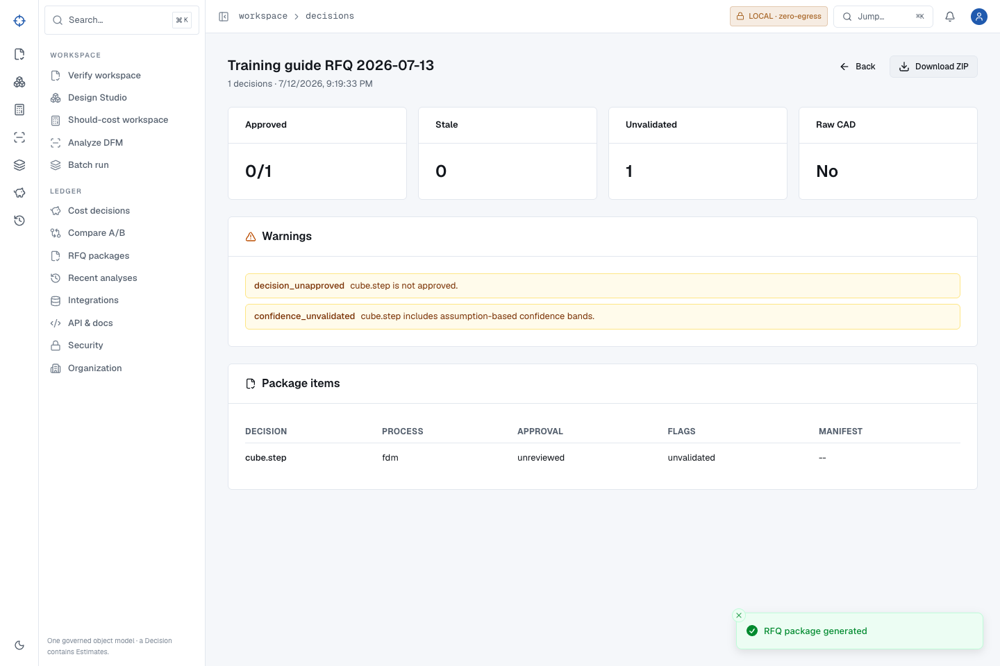 Search...
⌘K
WORKSPACE
Verify workspace
Design Studio
Should-cost workspace
Analyze DFM
Batch run
LEDGER
Cost decisions
Compare A/B
RFQ packages
Recent analyses
Integrations
API & docs
Security
Organization
One governed object model · a Decision
contains Estimates.
workspace > decisions
LOCAL · zero-egress
Jump...
⌘K
Training guide RFQ 2026-07-13
1 decisions · 7/12/2026, 9:19:33 PM
Back
Download ZIP
Approved
0/1
Stale
0
Unvalidated
1
Raw CAD
No
Warnings
decision_unapproved cube.step is not approved.
confidence_unvalidated cube.step includes assumption-based confidence bands.
Package items
DECISION PROCESS APPROVAL FLAGS MANIFEST
cube.step fdm unreviewed unvalidated --
RFQ package generated